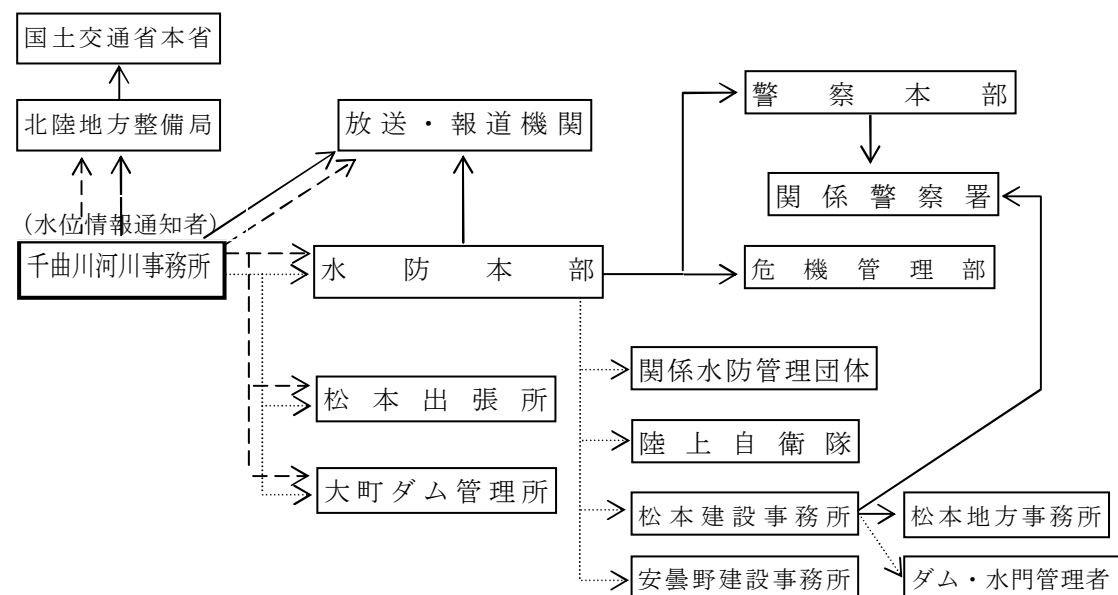 国土交通省本省
北陸地方整備局
放送・報道機関
警察本部
関係警察署
(水位情報通知者)
千曲川河川事務所
水防本部
危機管理部
関係水防管理団体
松本出張所
陸上自衛隊
大町ダム管理所
松本建設事務所
松本地方事務所
安曇野建設事務所
ダム・水門管理者